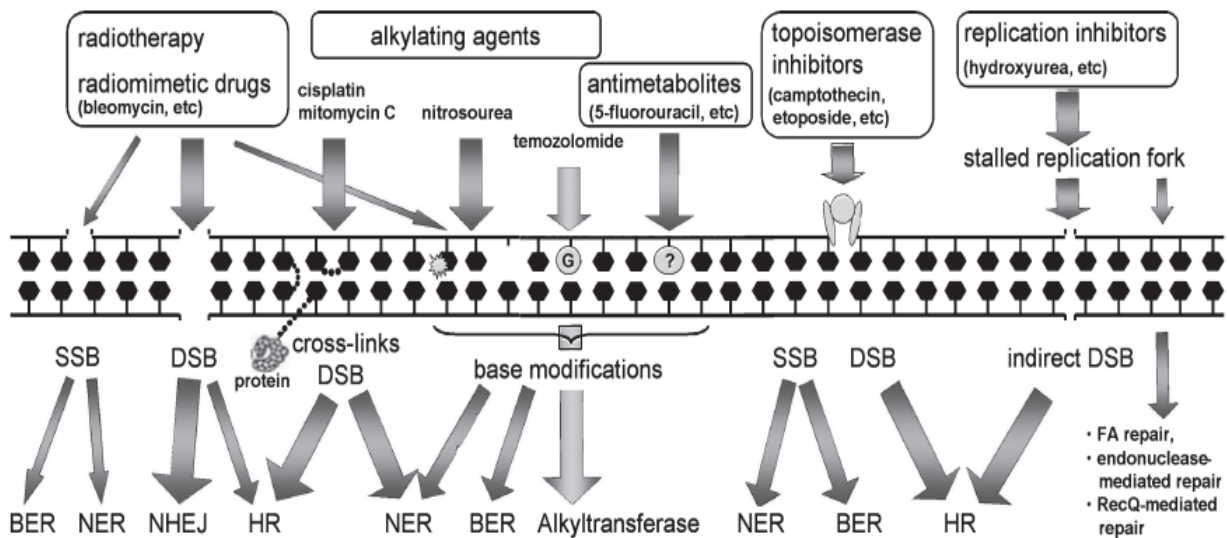 radiotherapy
radiomimetic drugs
(bleomycin, etc)
alkylating agents
cisplatin
mitomycin C
nitrosourea
temozolomide
antimetabolites
(5-fluorouracil, etc)
topoisomerase
inhibitors
(camptothecin,
etoposide, etc)
replication inhibitors
(hydroxyurea, etc)
stalled replication fork
G
?
SSB
DSB
protein
cross-links
DSB
base modifications
SSB
DSB
indirect DSB
BER
NER
NHEJ
HR
NER
BER
Alkyltransferase
NER
BER
HR
· FA repair,
· endonuclease-
mediated repair
· RecQ-mediated
repair